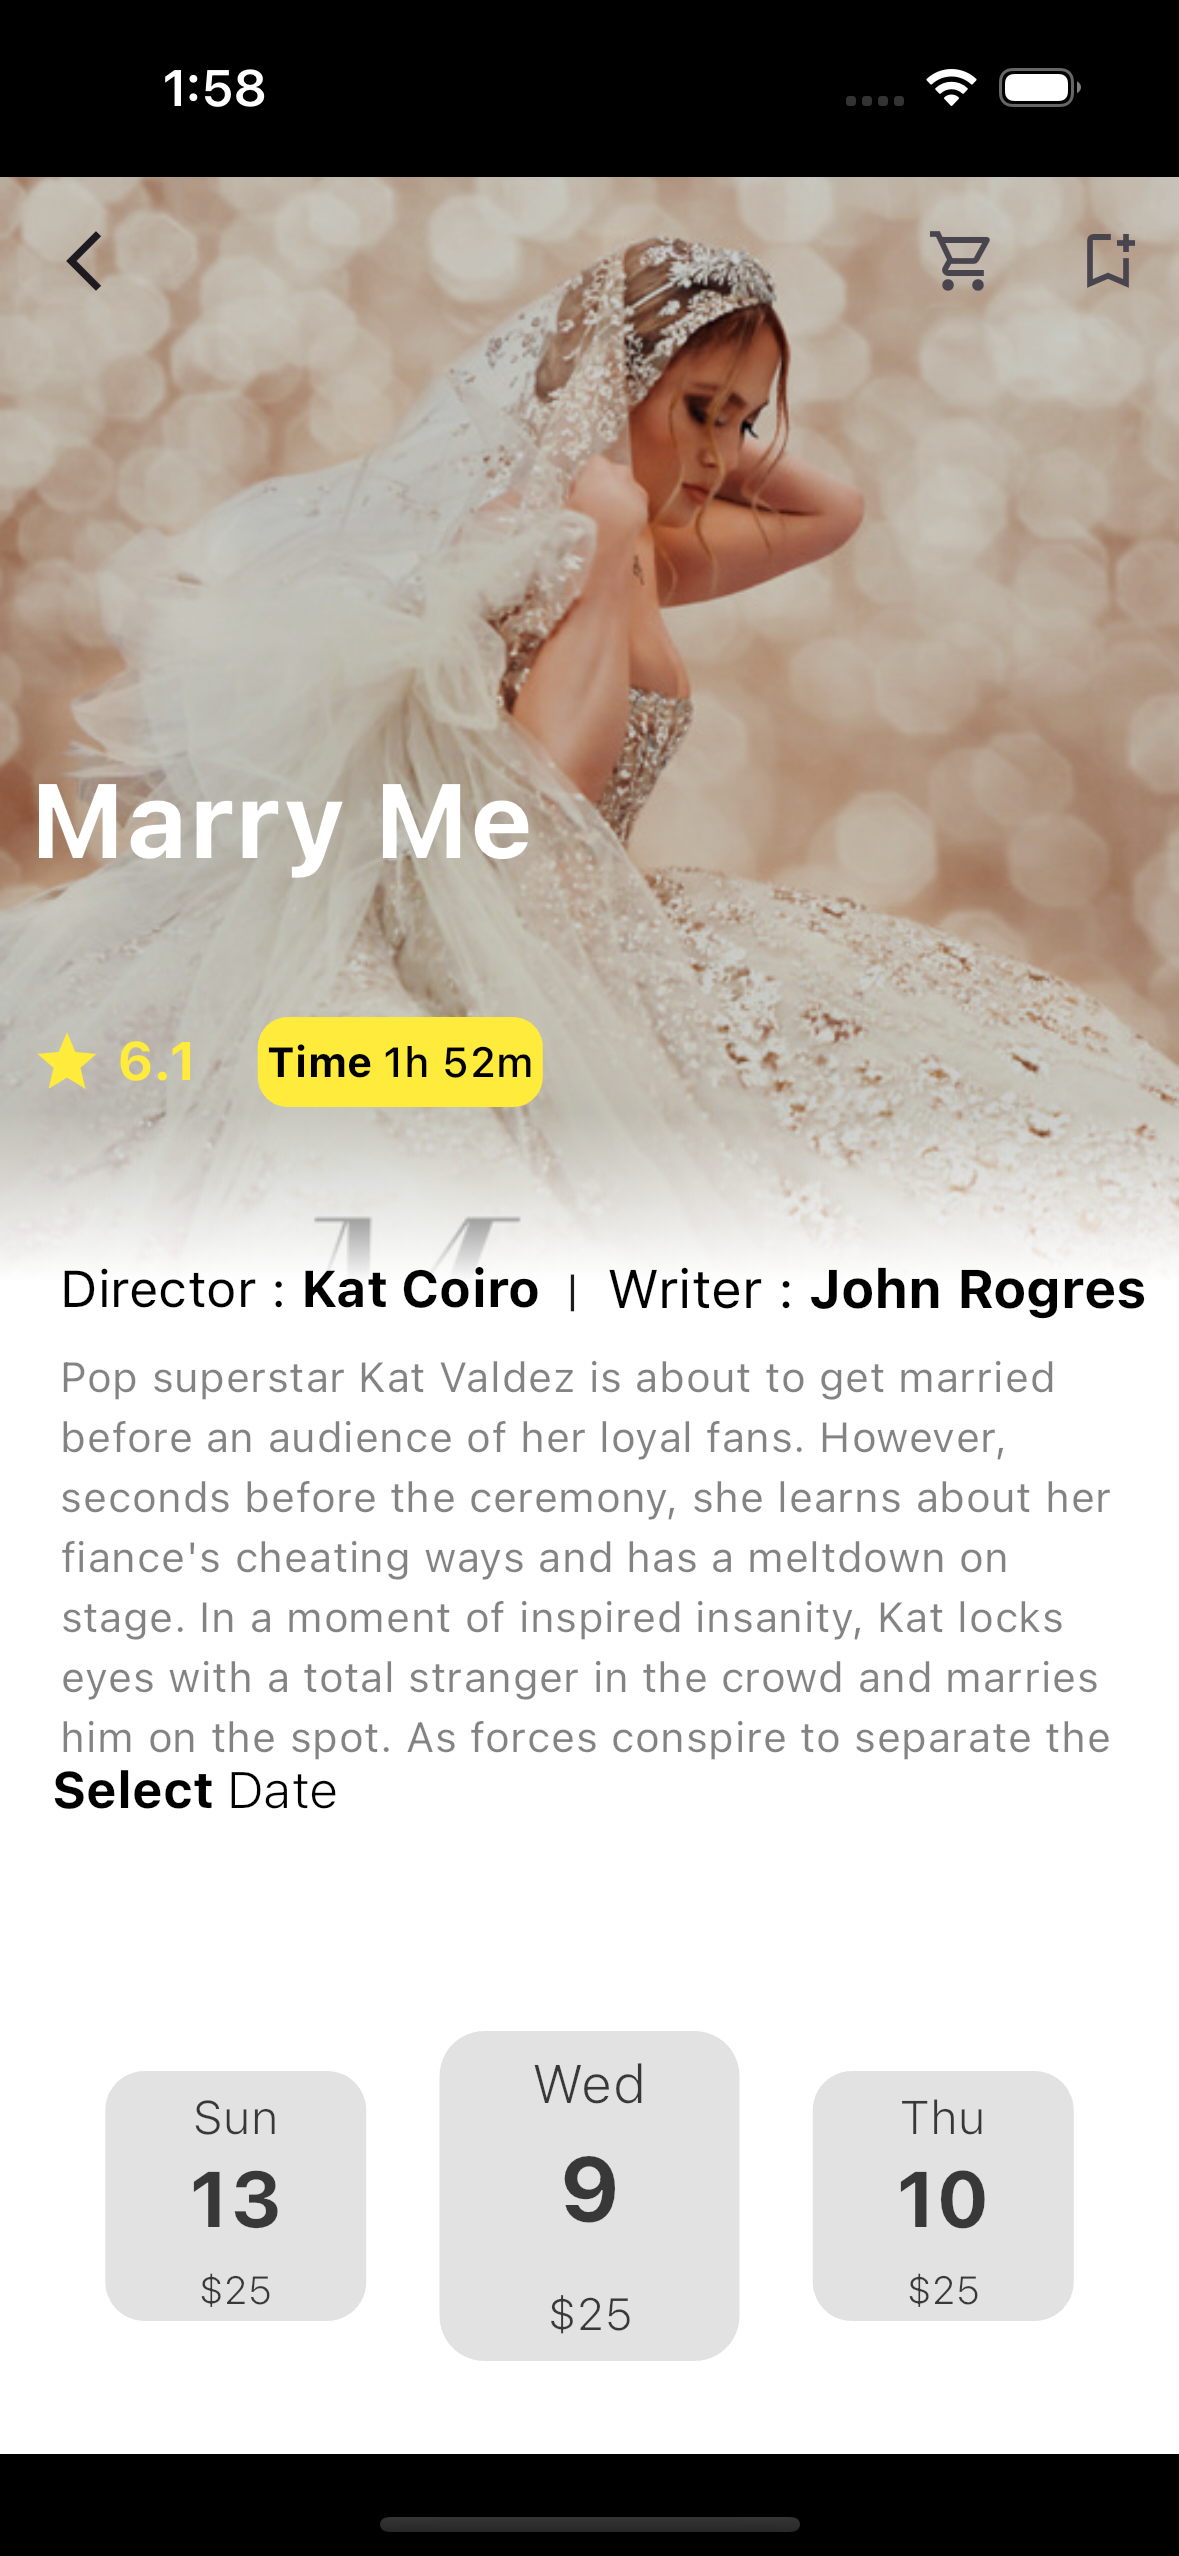 1:58
Marry Me
6.1
Time 1h 52m
M
Director : Kat Coiro | Writer : John Rogres
Pop superstar Kat Valdez is about to get married
before an audience of her loyal fans. However,
seconds before the ceremony, she learns about her
fiance's cheating ways and has a meltdown on
stage. In a moment of inspired insanity, Kat locks
eyes with a total stranger in the crowd and marries
him on the spot. As forces conspire to separate the
Select Date
Sun
13
$25
Wed
9
$25
Thu
10
$25